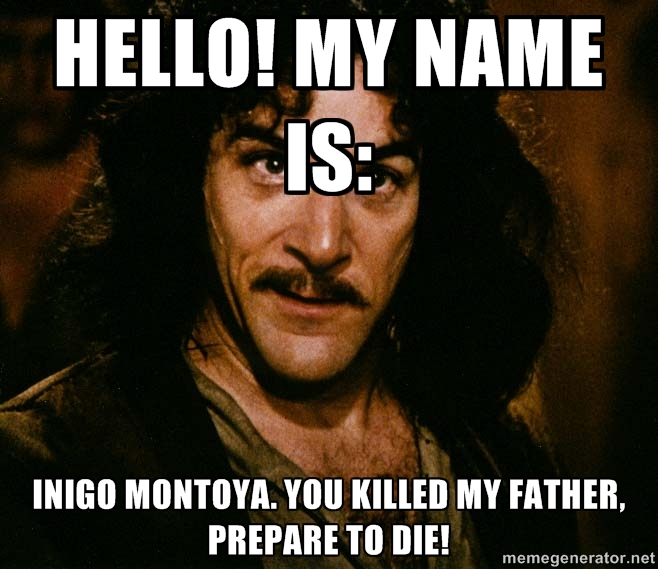 HELLO! MY NAME
IS:
INIGO MONTOYA. YOU KILLED MY FATHER,
PREPARE TO DIE!
memegenerator.net